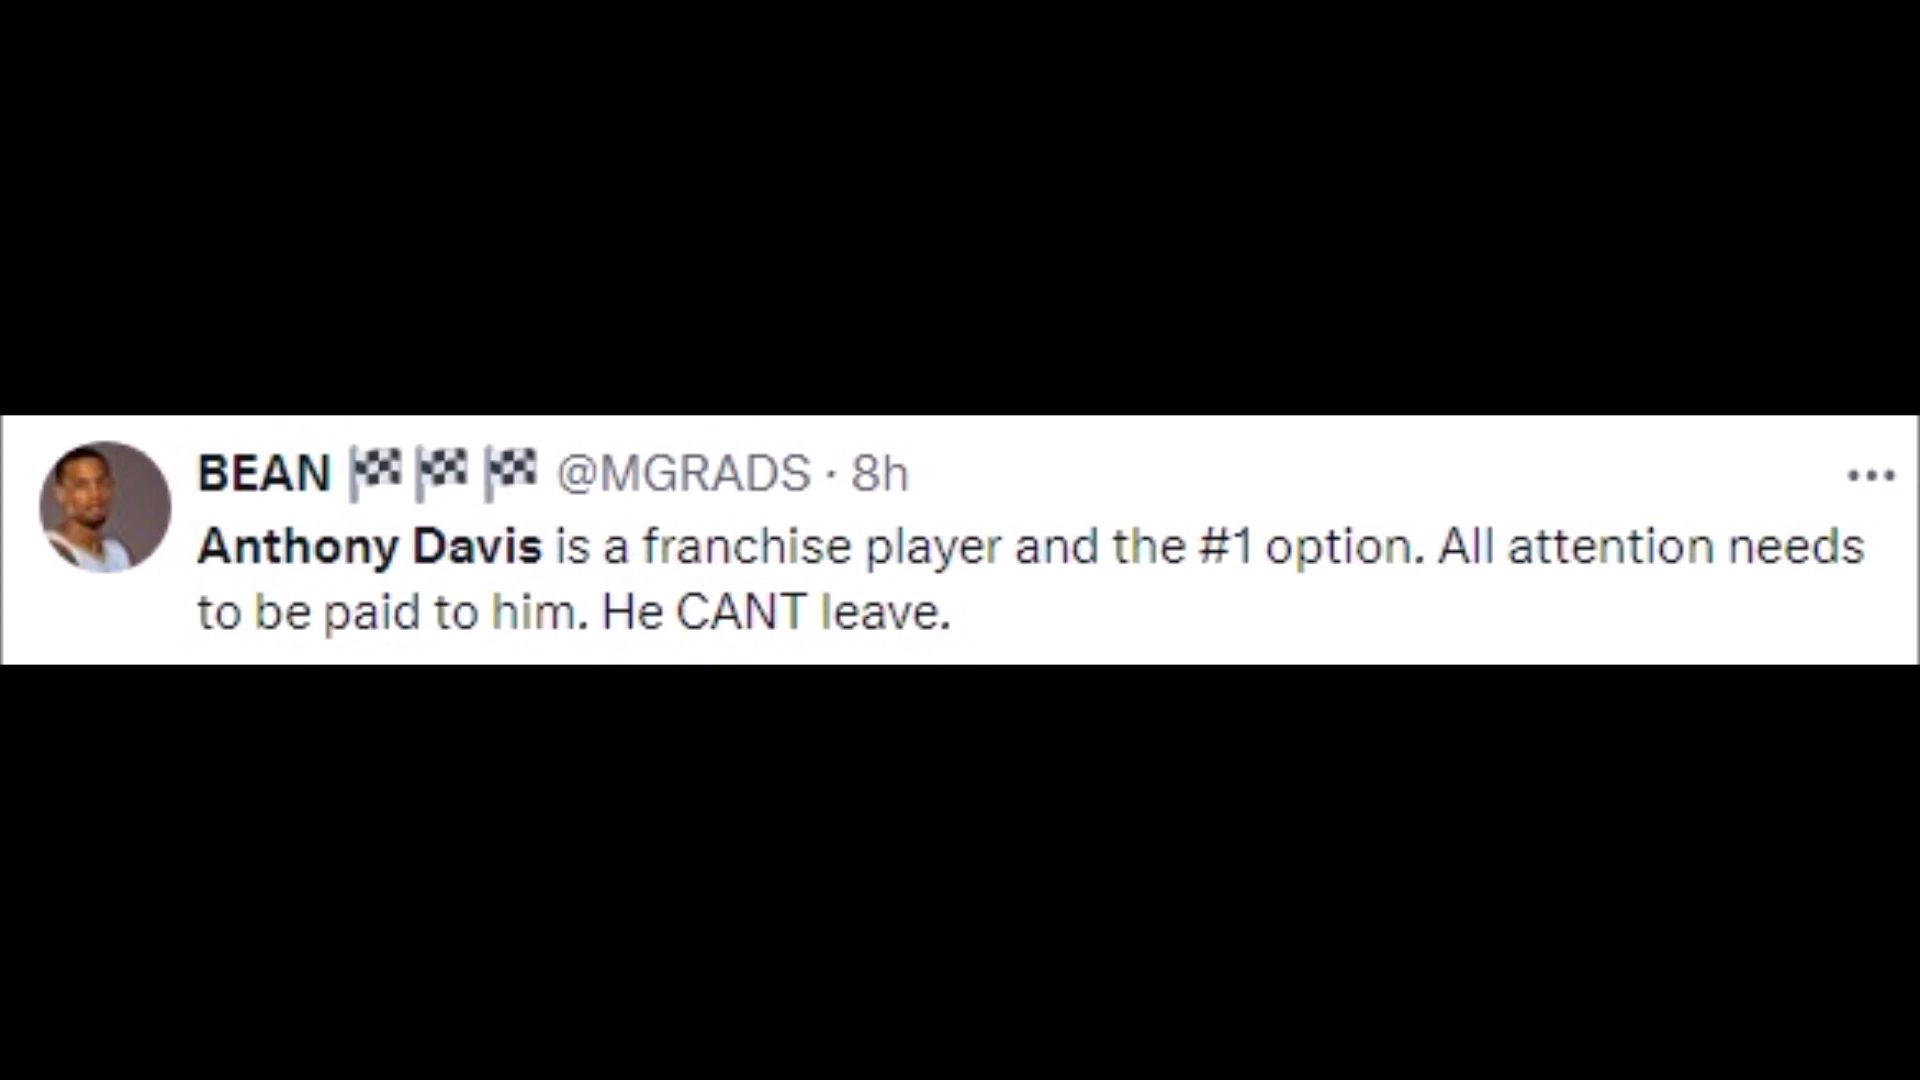 BEAN 🏁🏁🏁 @MGRADS · 8h
Anthony Davis is a franchise player and the #1 option. All attention needs
to be paid to him. He CANT leave.